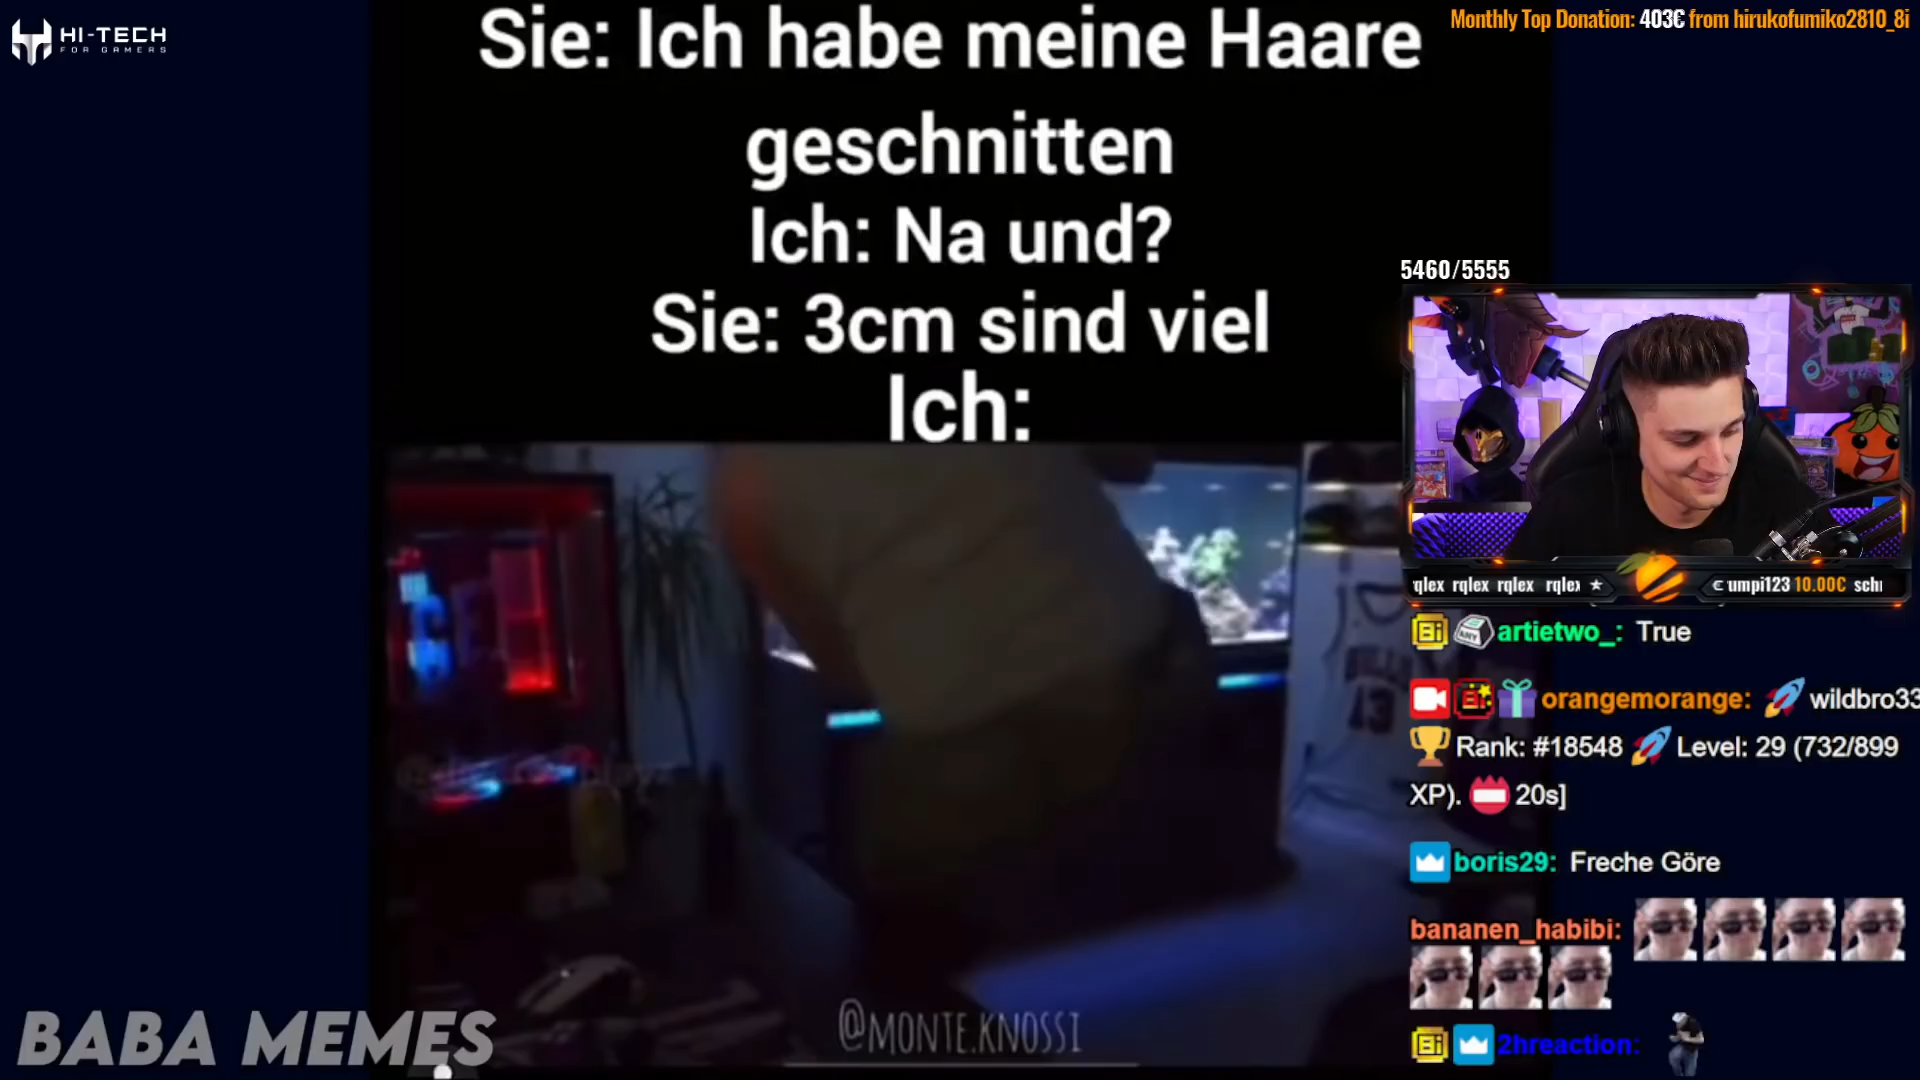 HI-TECH
FOR GAMERS
Monthly Top Donation: 403€ from hirukofumiko2810_8i
Sie: Ich habe meine Haare
geschnitten
Ich: Na und?
Sie: 3cm sind viel
Ich:
5460/5555
rqlex rqlex rqlex ★
umpi123 10.00€
artietwo_: True
orangemorange: wildbro33
Rank: #18548 Level: 29 (732/899
XP). 20s]
boris29: Freche Göre
bananen_habibi:
2hreaction:
BULLS
13
BABA MEMES
@MONTE.KNOSSI